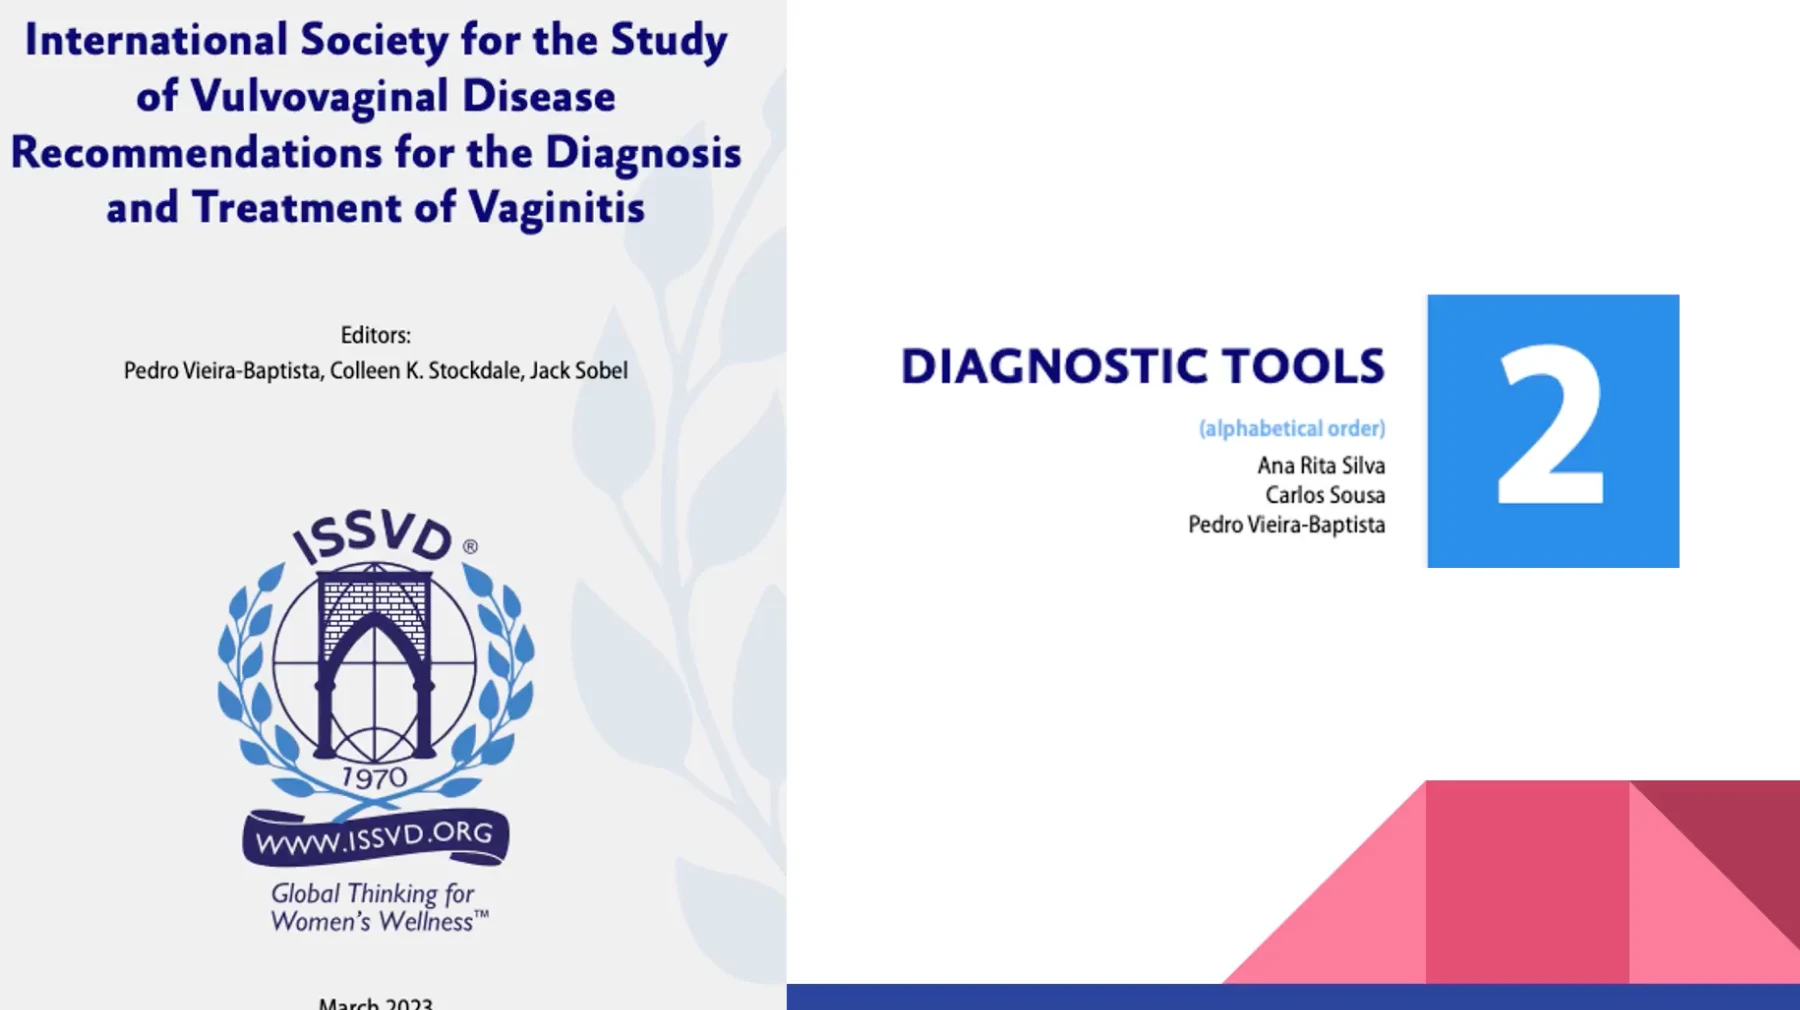 International Society for the Study
of Vulvovaginal Disease
Recommendations for the Diagnosis
and Treatment of Vaginitis
Editors:
Pedro Vieira-Baptista, Colleen K. Stockdale, Jack Sobel
ISSVD ®
1970
WWW.ISSVD.ORG
Global Thinking for
Women's Wellness™
March 2023
DIAGNOSTIC TOOLS
(alphabetical order)
Ana Rita Silva
Carlos Sousa
Pedro Vieira-Baptista
2